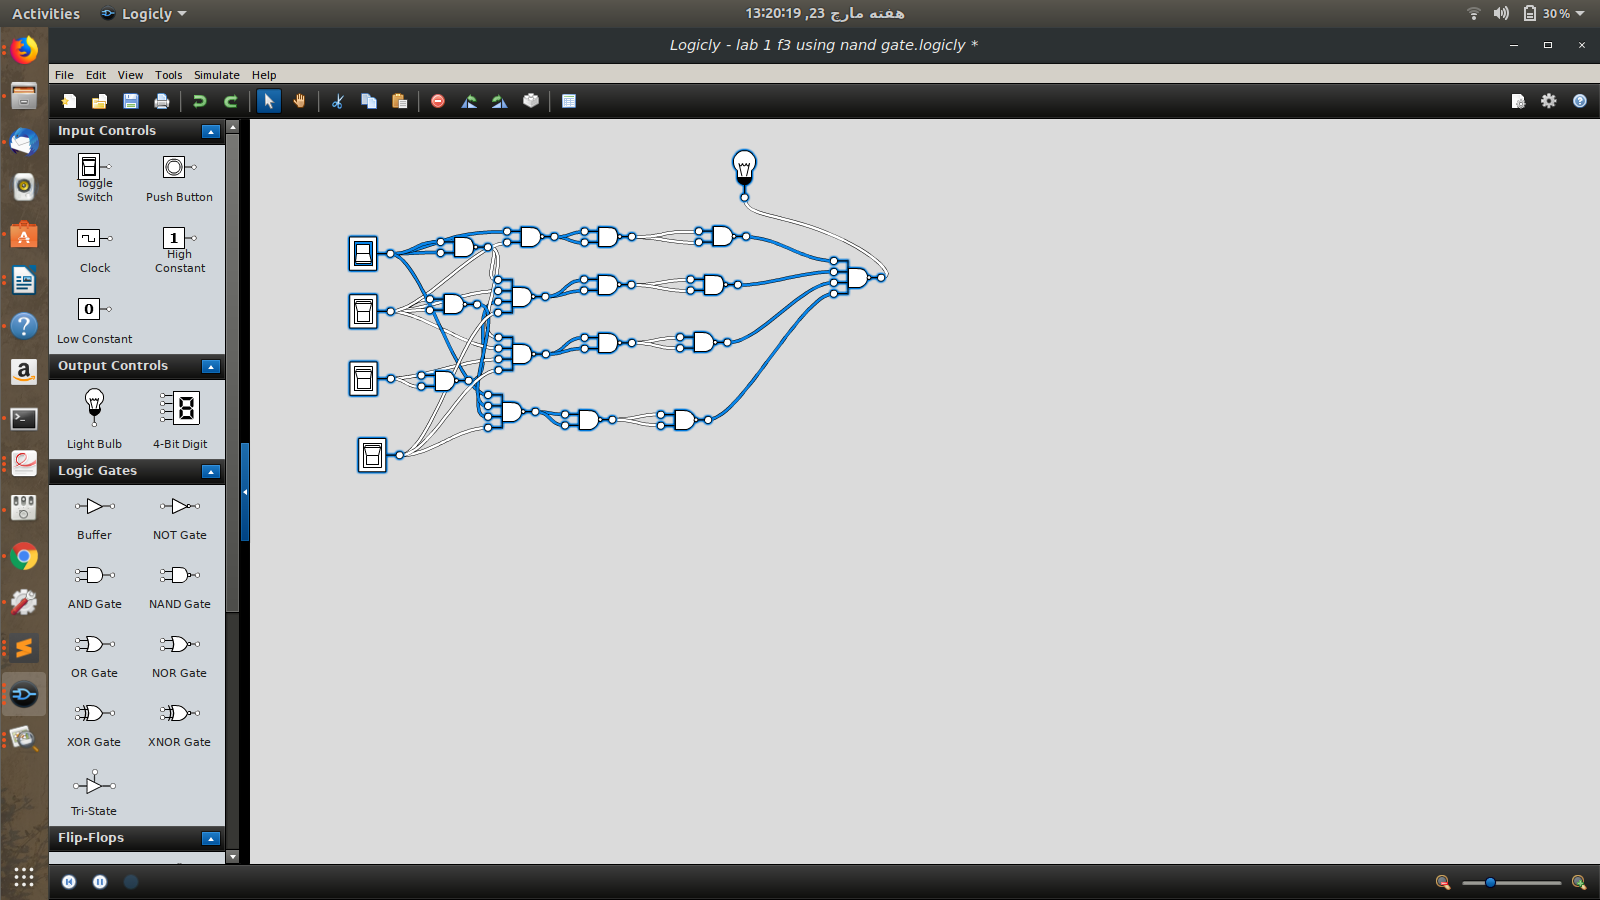 Activities Logicly 13:20:19 ,23 هفته مارچ 30 %
Logicly - lab 1 f3 using nand gate.logicly *
File Edit View Tools Simulate Help
Input Controls
Toggle Switch
Push Button
Clock
1
High Constant
0
Low Constant
Output Controls
Light Bulb
8
4-Bit Digit
Logic Gates
Buffer
NOT Gate
AND Gate
NAND Gate
OR Gate
NOR Gate
XOR Gate
XNOR Gate
Tri-State
Flip-Flops